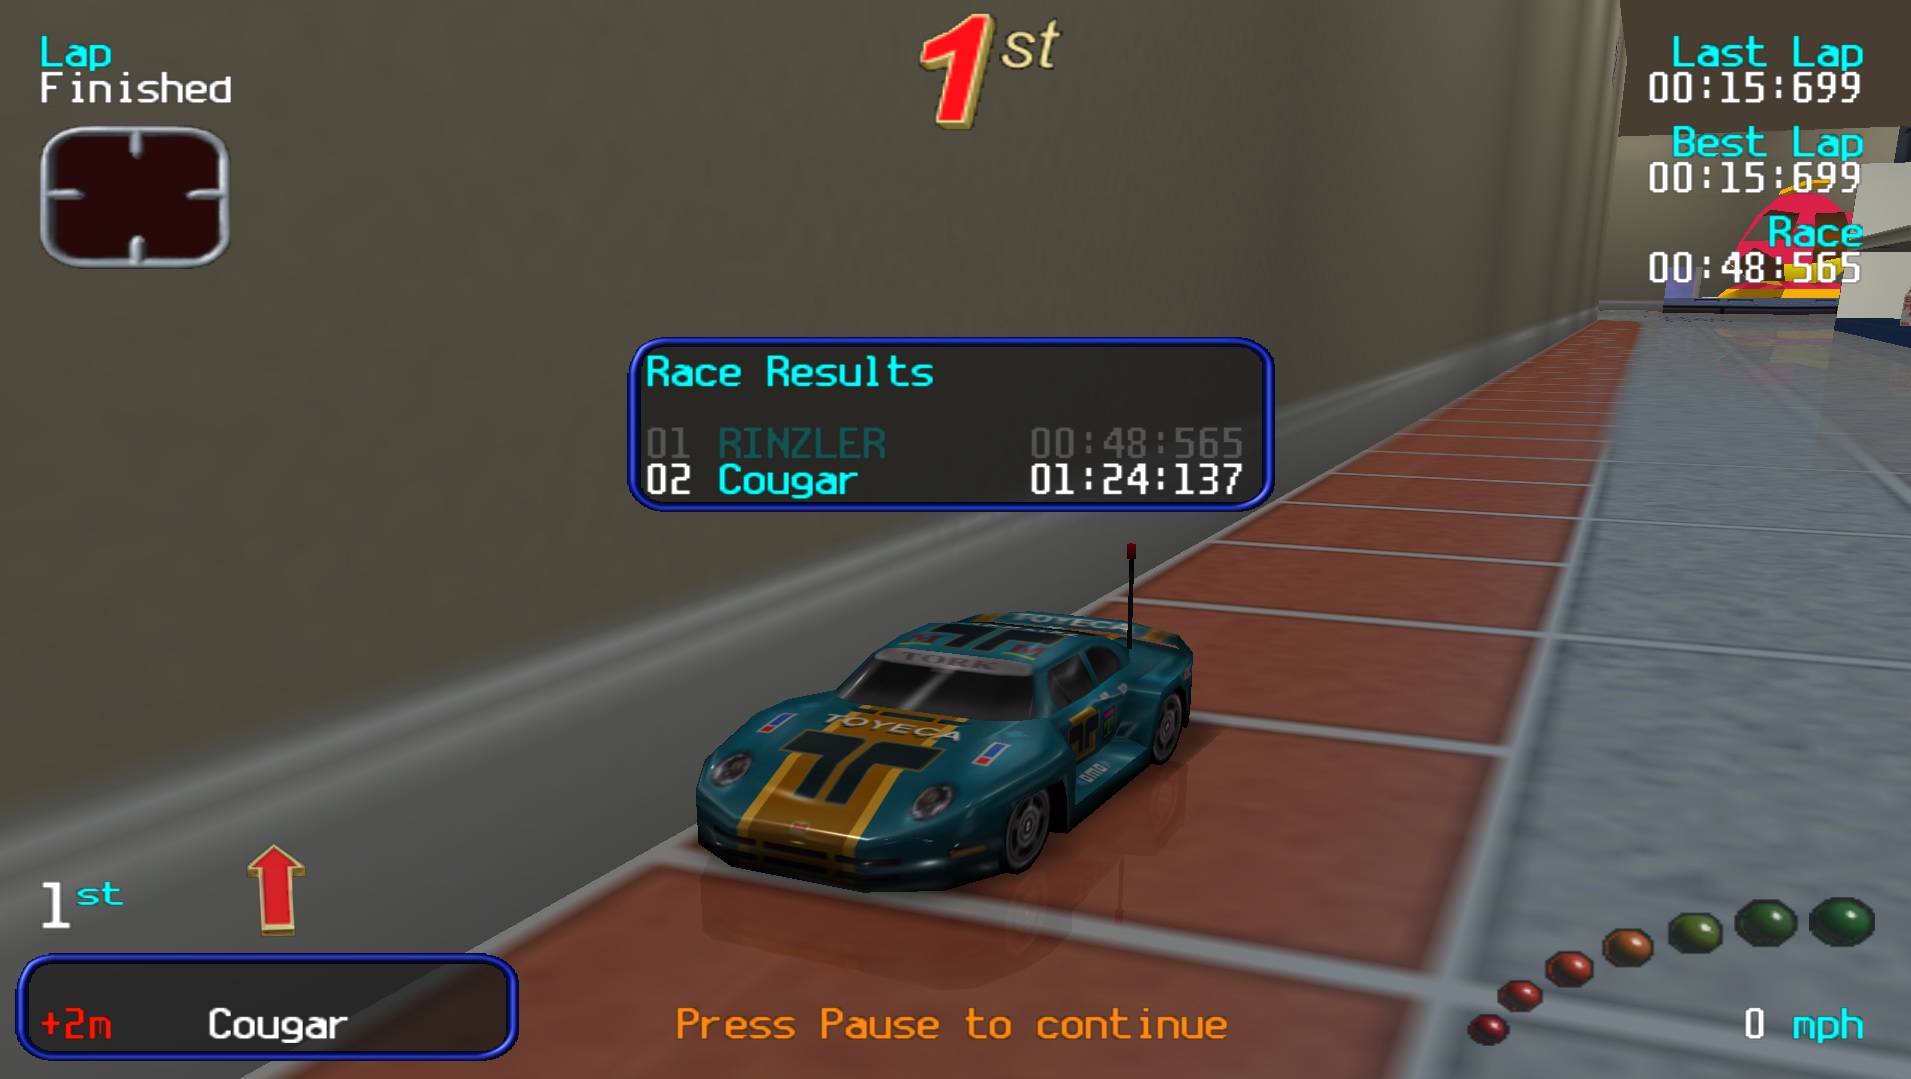 Lap
Finished
1st
Last Lap
00:15:699
Best Lap
00:15:699
Race
00:48:565
Race Results
01 RINZLER 00:48:565
02 Cougar 01:24:137
TOYECA
M M
TORK
TOYECA
1st
+2m Cougar
Press Pause to continue
0 mph